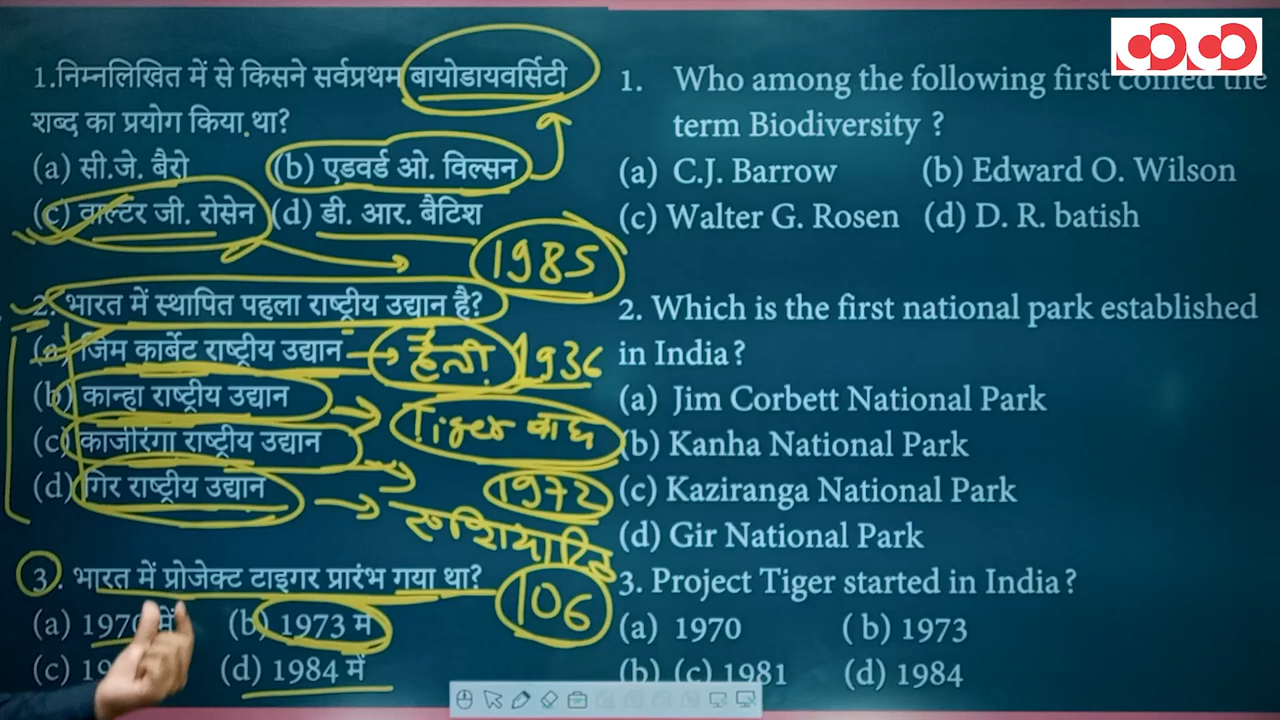 1.निम्नलिखित में से किसने सर्वप्रथम बायोडायवर्सिटी
शब्द का प्रयोग किया था?
(a) सी.जे. बैरो (b) एडवर्ड ओ. विल्सन
(c) वाल्टर जी. रोसेन (d) डी. आर. बैटिश
1985
2. भारत में स्थापित पहला राष्ट्रीय उद्यान है?
(a) जिम कार्बेट राष्ट्रीय उद्यान हैली 1936
(b) कान्हा राष्ट्रीय उद्यान
Tiger बाघ
(c) काजीरंगा राष्ट्रीय उद्यान
(d) गिर राष्ट्रीय उद्यान 1972
3. भारत में प्रोजेक्ट टाइगर प्रारंभ गया था?
106
(a) 1970 में (b) 1973 में
(d) 1984 में
1. Who among the following first coined the
term Biodiversity ?
(a) C.J. Barrow (b) Edward O. Wilson
(c) Walter G. Rosen (d) D. R. batish
2. Which is the first national park established
in India?
(a) Jim Corbett National Park
(b) Kanha National Park
(c) Kaziranga National Park
(d) Gir National Park
3. Project Tiger started in India?
(a) 1970 ( b) 1973
(b) (c) 1981 (d) 1984